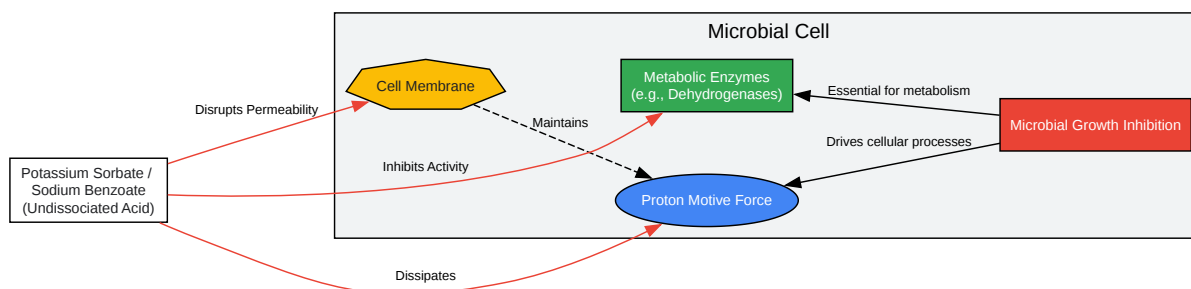 Microbial Cell
Cell Membrane
Metabolic Enzymes
(e.g., Dehydrogenases)
Disrupts Permeability
Essential for metabolism
Maintains
Microbial Growth Inhibition
Drives cellular processes
Inhibits Activity
Potassium Sorbate /
Sodium Benzoate
(Undissociated Acid)
Proton Motive Force
Dissipates